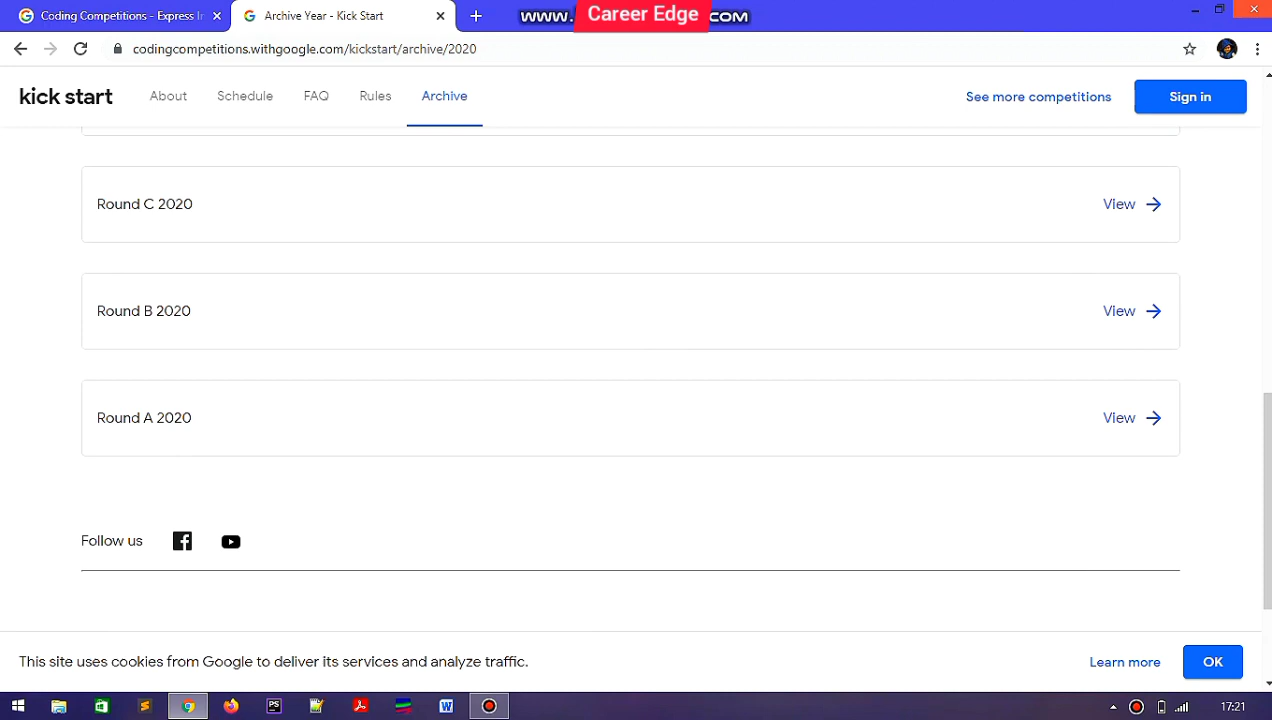 Coding Competitions - Express In
Archive Year - Kick Start
www.
Career Edge
.com
codingcompetitions.withgoogle.com/kickstart/archive/2020
kick start
About
Schedule
FAQ
Rules
Archive
See more competitions
Sign in
Round C 2020
View
Round B 2020
View
Round A 2020
View
Follow us
This site uses cookies from Google to deliver its services and analyze traffic.
Learn more
OK
PS
W
17:21